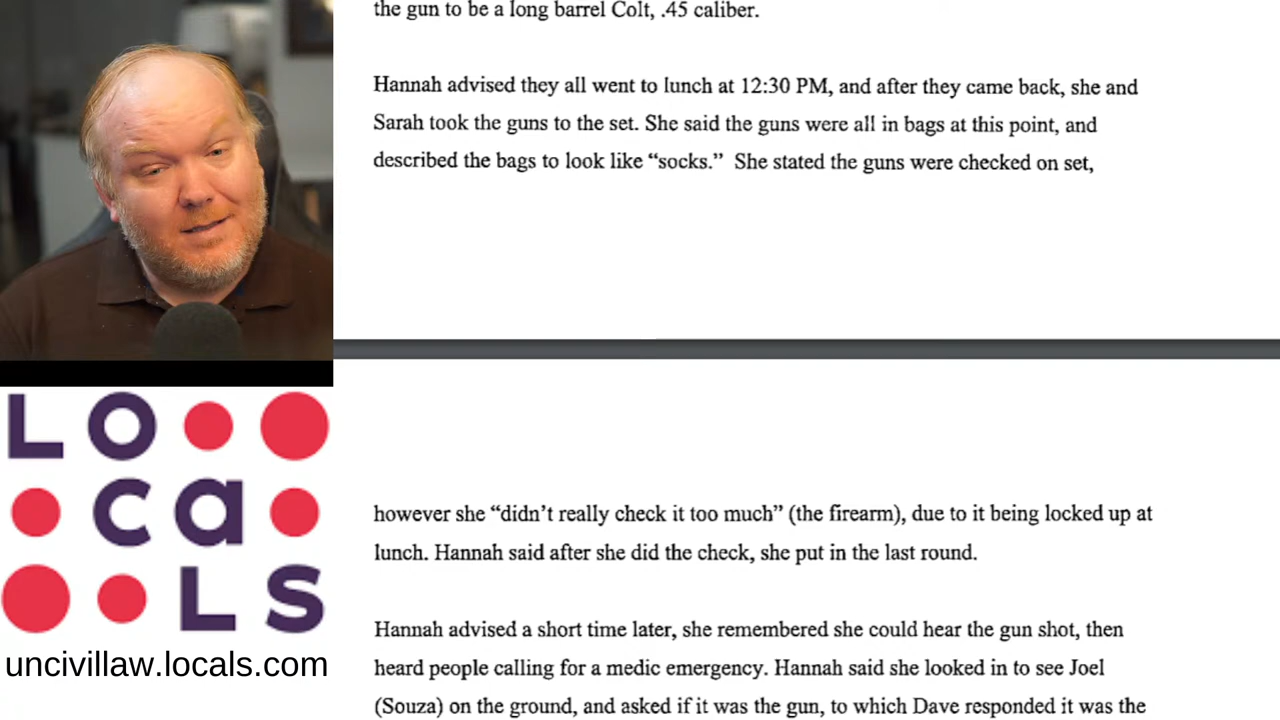 the gun to be a long barrel Colt, .45 caliber.
Hannah advised they all went to lunch at 12:30 PM, and after they came back, she and
Sarah took the guns to the set. She said the guns were all in bags at this point, and
described the bags to look like “socks.” She stated the guns were checked on set,
however she “didn’t really check it too much” (the firearm), due to it being locked up at
lunch. Hannah said after she did the check, she put in the last round.
Hannah advised a short time later, she remembered she could hear the gun shot, then
heard people calling for a medic emergency. Hannah said she looked in to see Joel
(Souza) on the ground, and asked if it was the gun, to which Dave responded it was the
LO
ca
LS
uncivillaw.locals.com